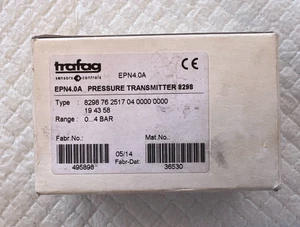 trafag
sensors & controls
EPN4.0A
CE
EPN4.0A PRESSURE TRANSMITTER 8298
Type : 8298 76 2517 04 0000 0000
19 43 58
Range : 0...4 BAR
Fabr.No.: Mat.No.:
495898 05/14 36530
Fabr-Dat: